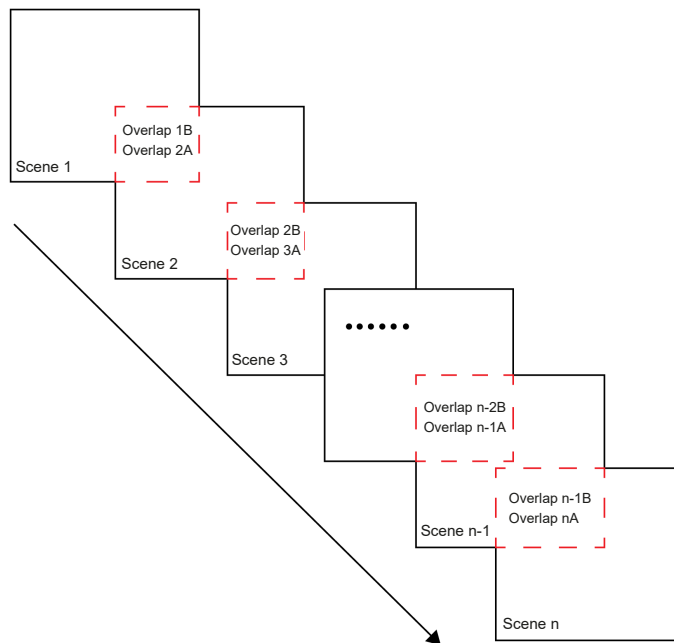 Overlap 1B
Overlap 2A
Scene 1
Overlap 2B
Overlap 3A
Scene 2
Scene 3
Overlap n-2B
Overlap n-1A
Overlap n-1B
Overlap nA
Scene n-1
Scene n